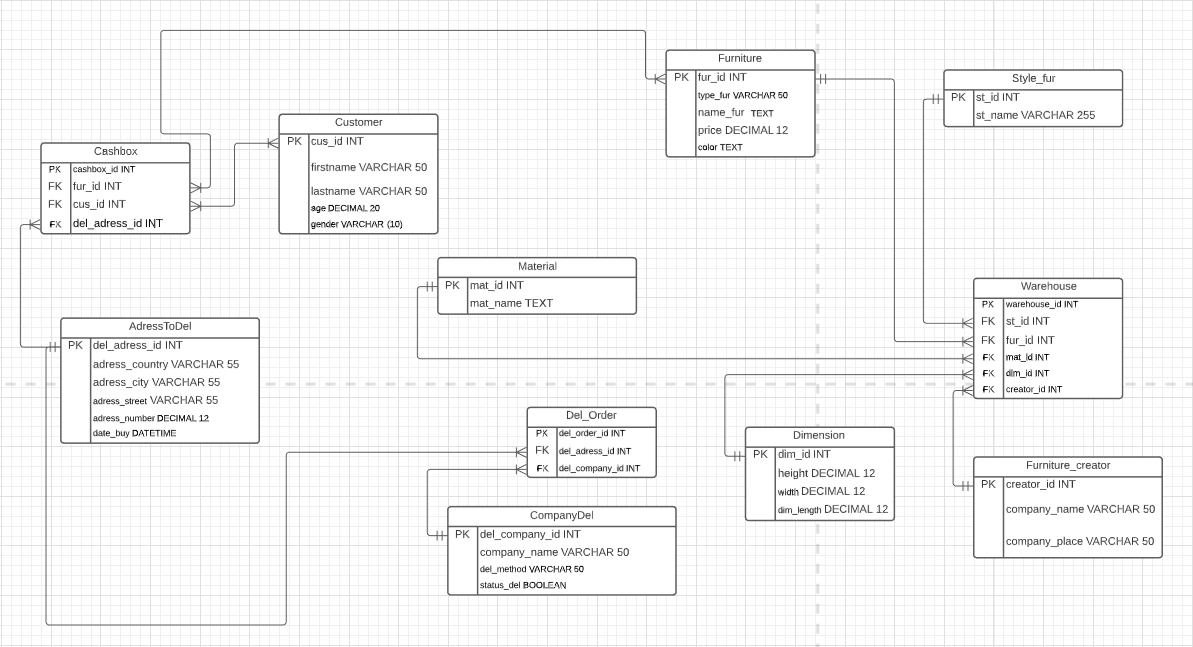 Furniture
PK fur_id INT
type_fur VARCHAR 50
name_fur TEXT
price DECIMAL 12
color TEXT
Style_fur
PK st_id INT
st_name VARCHAR 255
Customer
PK cus_id INT
firstname VARCHAR 50
lastname VARCHAR 50
age DECIMAL 20
gender VARCHAR (10)
Cashbox
PK cashbox_id INT
FK fur_id INT
FK cus_id INT
FK del_adress_id INT
Material
PK mat_id INT
mat_name TEXT
Warehouse
PK warehouse_id INT
FK st_id INT
FK fur_id INT
FK mat_id INT
FK dim_id INT
FK creator_id INT
AdressToDel
PK del_adress_id INT
adress_country VARCHAR 55
adress_city VARCHAR 55
adress_street VARCHAR 55
adress_number DECIMAL 12
date_buy DATETIME
Del_Order
PK del_order_id INT
FK del_adress_id INT
FK del_company_id INT
Dimension
PK dim_id INT
height DECIMAL 12
width DECIMAL 12
dim_length DECIMAL 12
Furniture_creator
PK creator_id INT
company_name VARCHAR 50
company_place VARCHAR 50
CompanyDel
PK del_company_id INT
company_name VARCHAR 50
del_method VARCHAR 50
status_del BOOLEAN